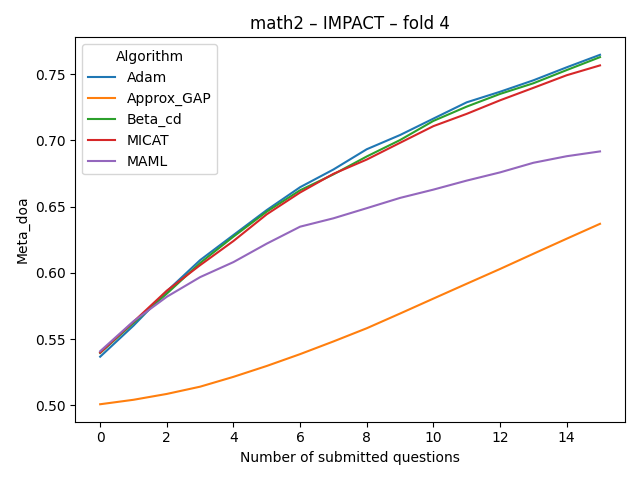 math2 – IMPACT – fold 4
Algorithm
Adam
Approx_GAP
Beta_cd
MICAT
MAML
Meta_doa
0.75
0.70
0.65
0.60
0.55
0.50
0 2 4 6 8 10 12 14
Number of submitted questions